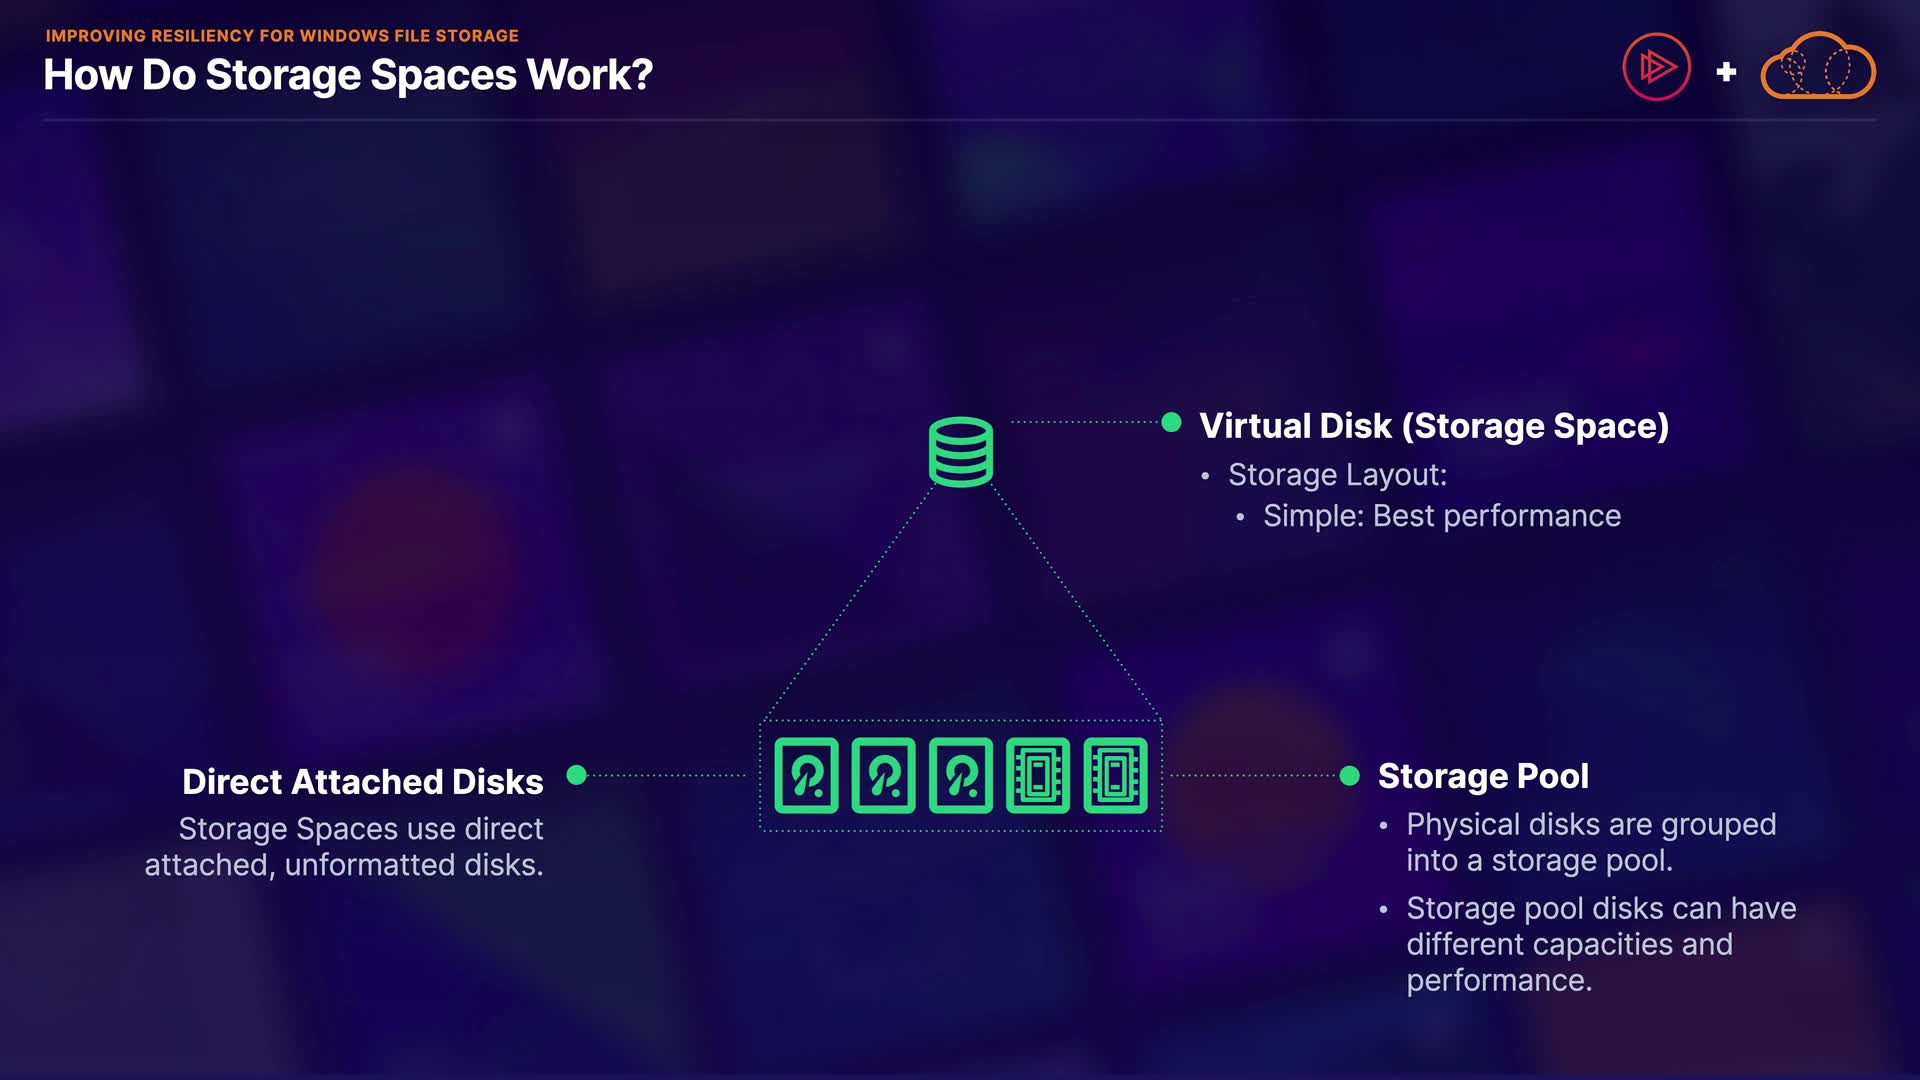 IMPROVING RESILIENCY FOR WINDOWS FILE STORAGE
How Do Storage Spaces Work?
Virtual Disk (Storage Space)
• Storage Layout:
• Simple: Best performance
Direct Attached Disks
Storage Spaces use direct
attached, unformatted disks.
Storage Pool
• Physical disks are grouped
into a storage pool.
• Storage pool disks can have
different capacities and
performance.